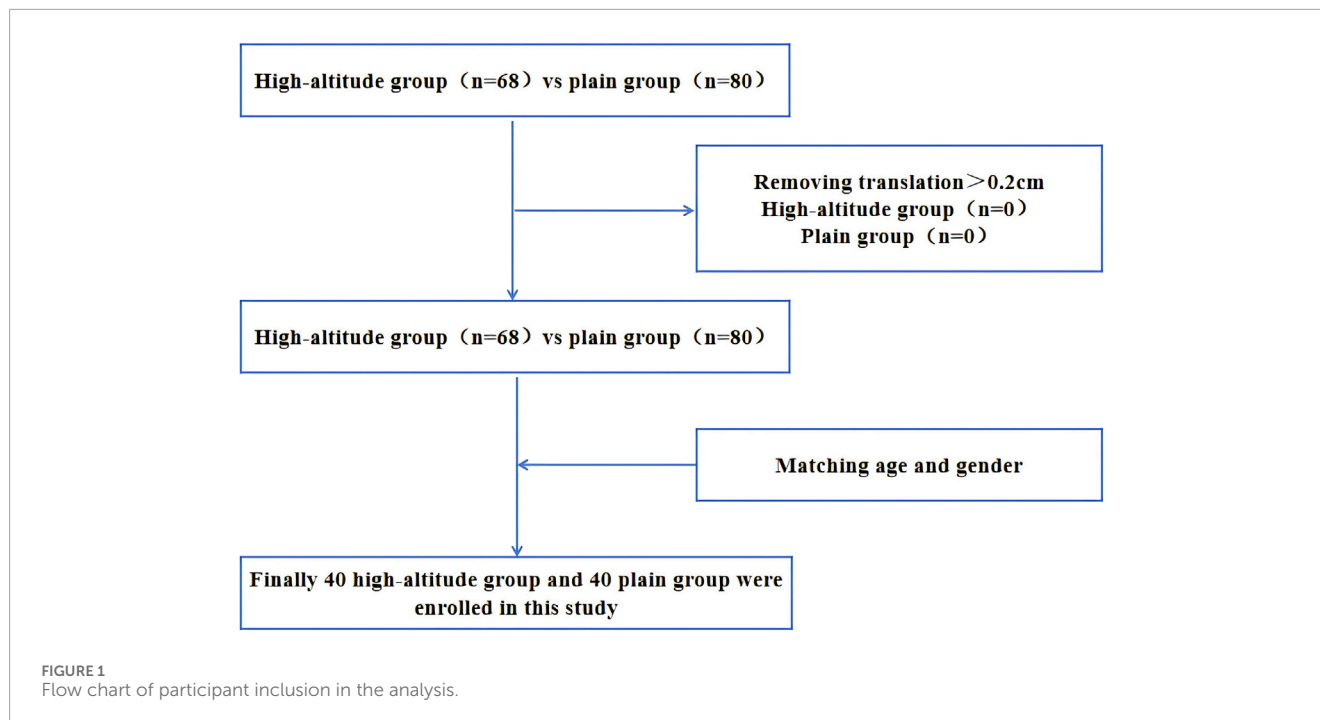 High-altitude group（n=68）vs plain group（n=80）
Removing translation＞0.2cm
High-altitude group（n=0）
Plain group（n=0）
High-altitude group（n=68）vs plain group（n=80）
Matching age and gender
Finally 40 high-altitude group and 40 plain group were
enrolled in this study
FIGURE 1
Flow chart of participant inclusion in the analysis.